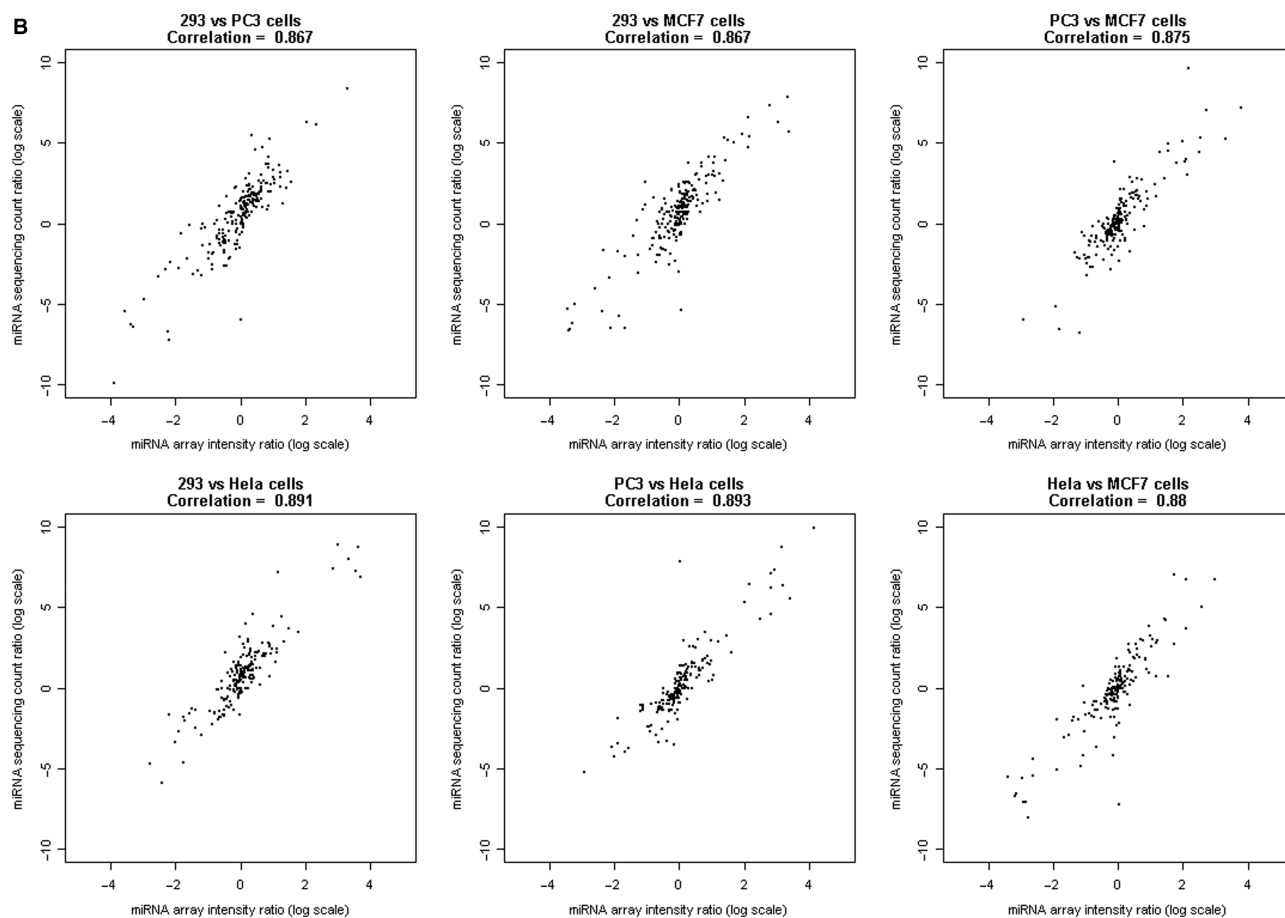 B
293 vs PC3 cells
Correlation = 0.867
10
5
0
−5
−10
miRNA sequencing count ratio (log scale)
−4 −2 0 2 4
miRNA array intensity ratio (log scale)
293 vs MCF7 cells
Correlation = 0.867
10
5
0
−5
−10
miRNA sequencing count ratio (log scale)
−4 −2 0 2 4
miRNA array intensity ratio (log scale)
PC3 vs MCF7 cells
Correlation = 0.875
10
5
0
−5
−10
miRNA sequencing count ratio (log scale)
−4 −2 0 2 4
miRNA array intensity ratio (log scale)
293 vs Hela cells
Correlation = 0.891
10
5
0
−5
−10
miRNA sequencing count ratio (log scale)
−4 −2 0 2 4
miRNA array intensity ratio (log scale)
PC3 vs Hela cells
Correlation = 0.893
10
5
0
−5
−10
miRNA sequencing count ratio (log scale)
−4 −2 0 2 4
miRNA array intensity ratio (log scale)
Hela vs MCF7 cells
Correlation = 0.88
10
5
0
−5
−10
miRNA sequencing count ratio (log scale)
−4 −2 0 2 4
miRNA array intensity ratio (log scale)